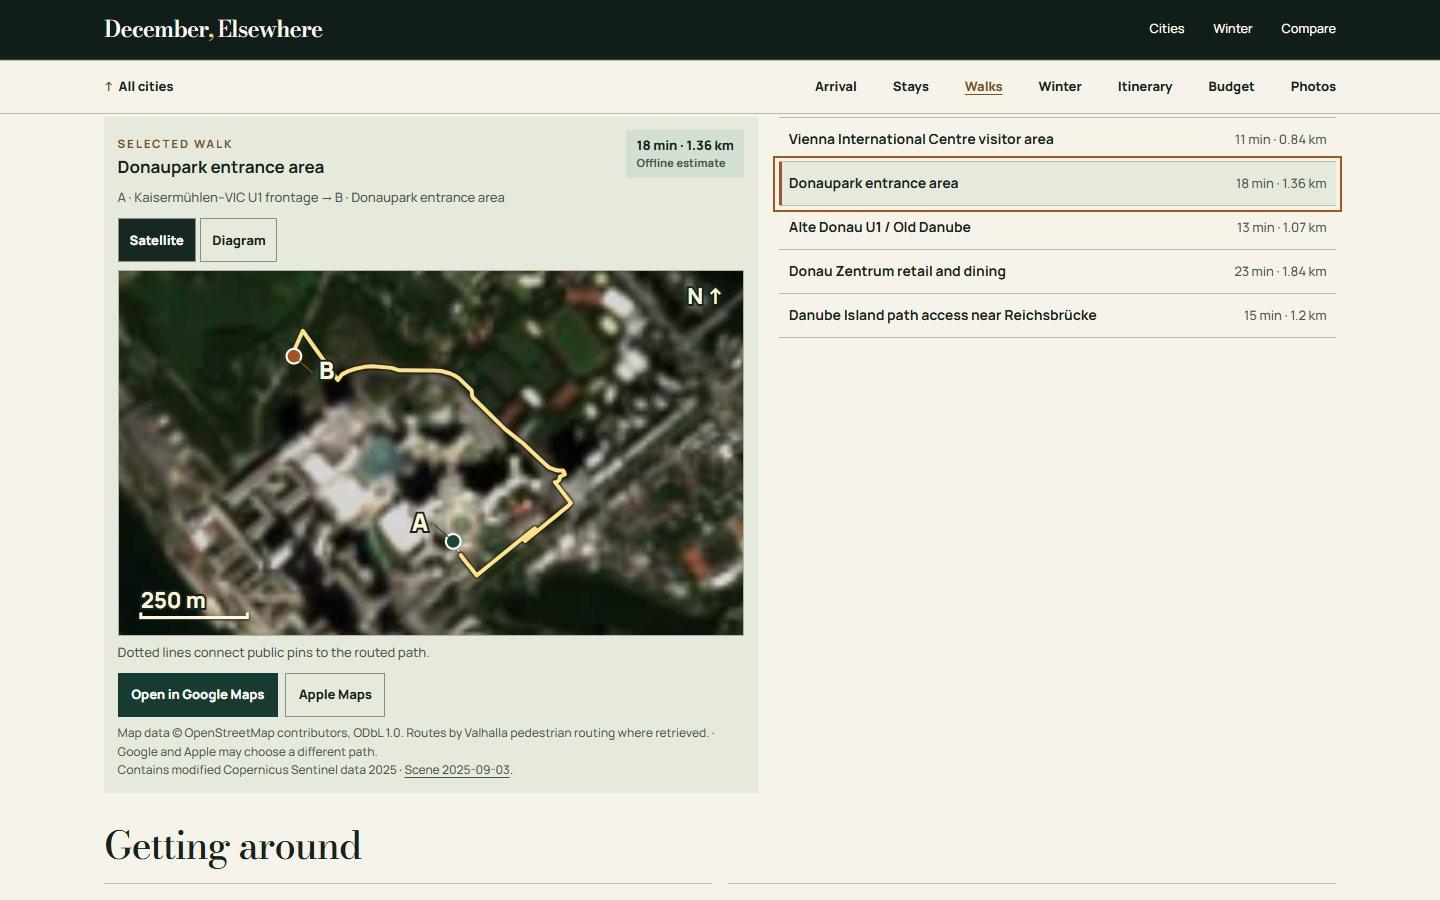 December, Elsewhere
Cities
Winter
Compare
↑ All cities
Arrival
Stays
Walks
Winter
Itinerary
Budget
Photos
SELECTED WALK
Donaupark entrance area
18 min · 1.36 km
Offline estimate
A · Kaisermühlen–VIC U1 frontage → B · Donaupark entrance area
Satellite
Diagram
N ↑
B
A
250 m
Dotted lines connect public pins to the routed path.
Open in Google Maps
Apple Maps
Map data © OpenStreetMap contributors, ODbL 1.0. Routes by Valhalla pedestrian routing where retrieved. ·
Google and Apple may choose a different path.
Contains modified Copernicus Sentinel data 2025 · Scene 2025-09-03.
Vienna International Centre visitor area
11 min · 0.84 km
Donaupark entrance area
18 min · 1.36 km
Alte Donau U1 / Old Danube
13 min · 1.07 km
Donau Zentrum retail and dining
23 min · 1.84 km
Danube Island path access near Reichsbrücke
15 min · 1.2 km
Getting around